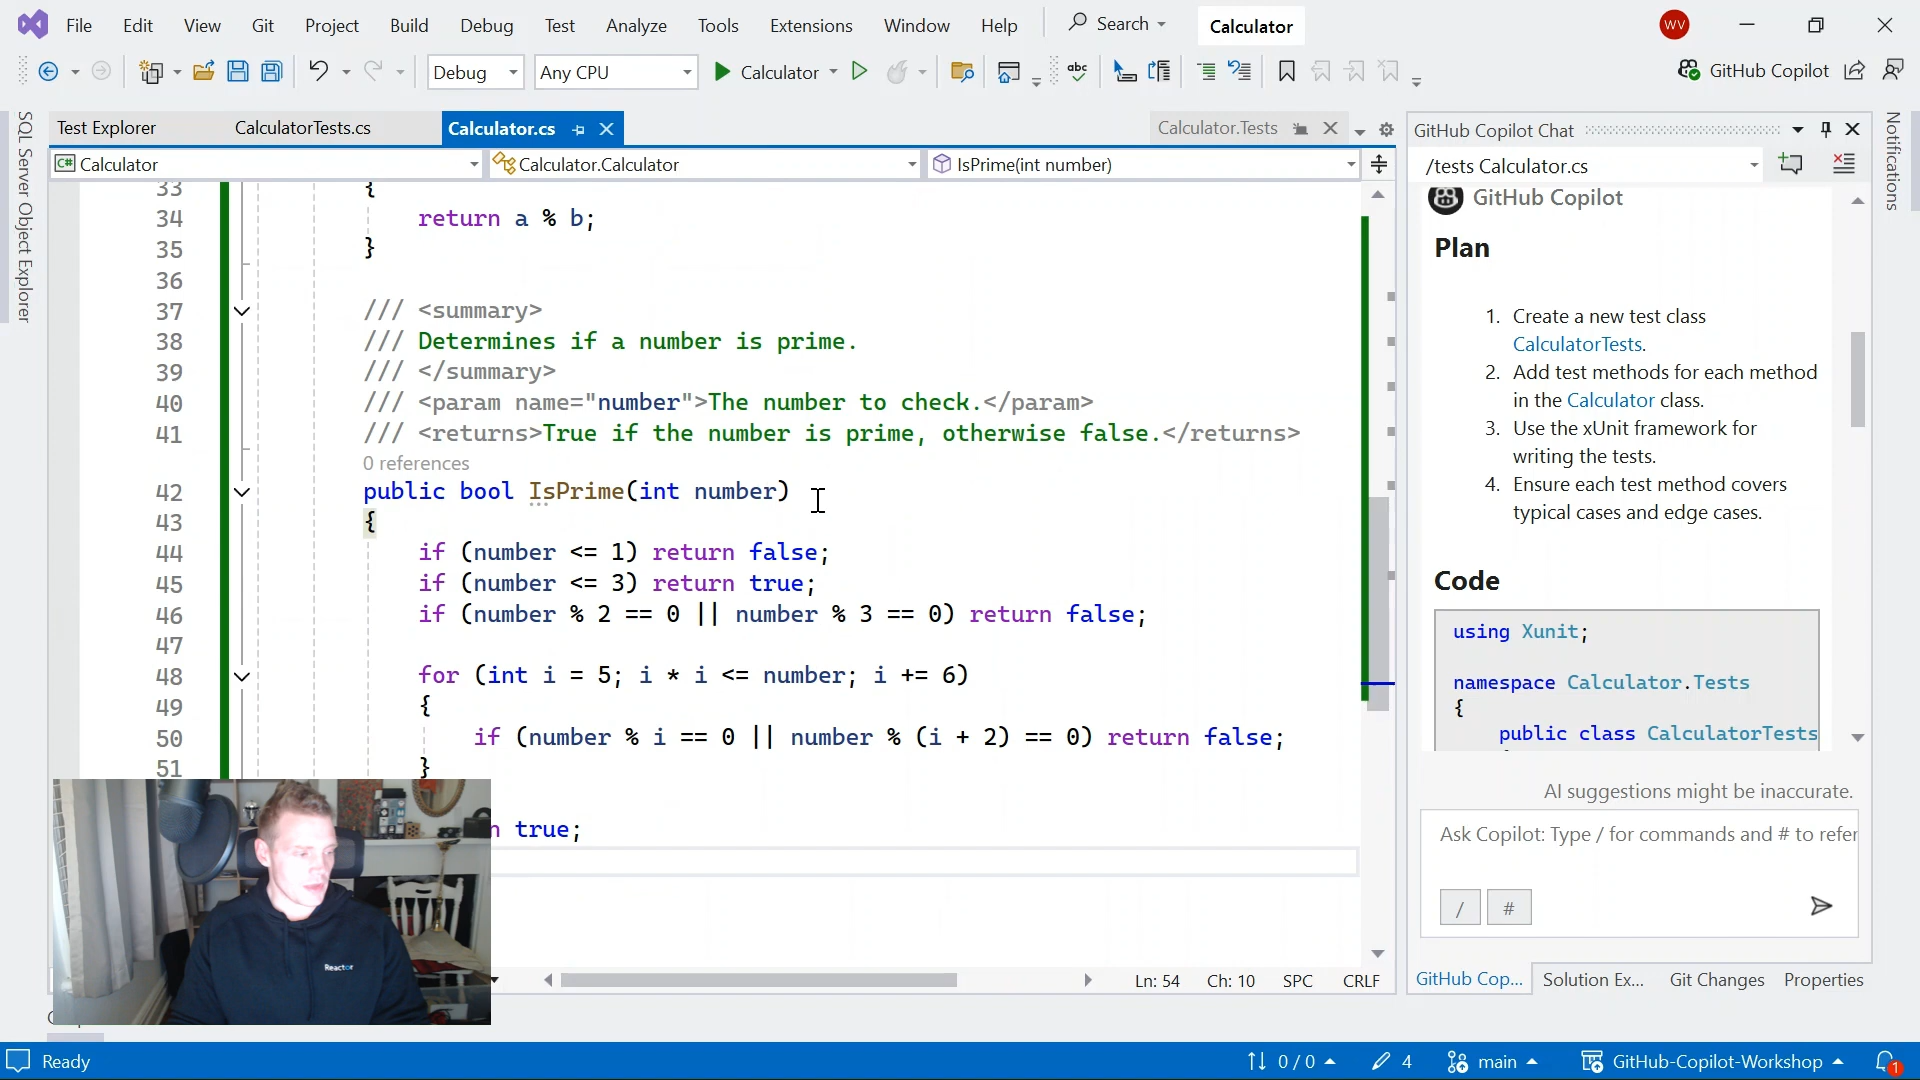 File Edit View Git Project Build Debug Test Analyze Tools Extensions Window Help Search Calculator WV
Debug Any CPU Calculator abc GitHub Copilot
SQL Server Object Explorer
Test Explorer CalculatorTests.cs Calculator.cs Calculator.Tests
C# Calculator Calculator.Calculator IsPrime(int number)
33 {
34 return a % b;
35 }
36
37 /// <summary>
38 /// Determines if a number is prime.
39 /// </summary>
40 /// <param name="number">The number to check.</param>
41 /// <returns>True if the number is prime, otherwise false.</returns>
0 references
42 public bool IsPrime(int number)
43 {
44 if (number <= 1) return false;
45 if (number <= 3) return true;
46 if (number % 2 == 0 || number % 3 == 0) return false;
47
48 for (int i = 5; i * i <= number; i += 6)
49 {
50 if (number % i == 0 || number % (i + 2) == 0) return false;
51 }
n true;
Reactor
Ln: 54 Ch: 10 SPC CRLF
GitHub Copilot Chat
/tests Calculator.cs
GitHub Copilot
Plan
1. Create a new test class
CalculatorTests.
2. Add test methods for each method
in the Calculator class.
3. Use the xUnit framework for
writing the tests.
4. Ensure each test method covers
typical cases and edge cases.
Code
using Xunit;
namespace Calculator.Tests
{
public class CalculatorTests
AI suggestions might be inaccurate.
Ask Copilot: Type / for commands and # to refer
/ #
GitHub Cop... Solution Ex... Git Changes Properties
Notifications
Ready 0 / 0 4 main GitHub-Copilot-Workshop 1